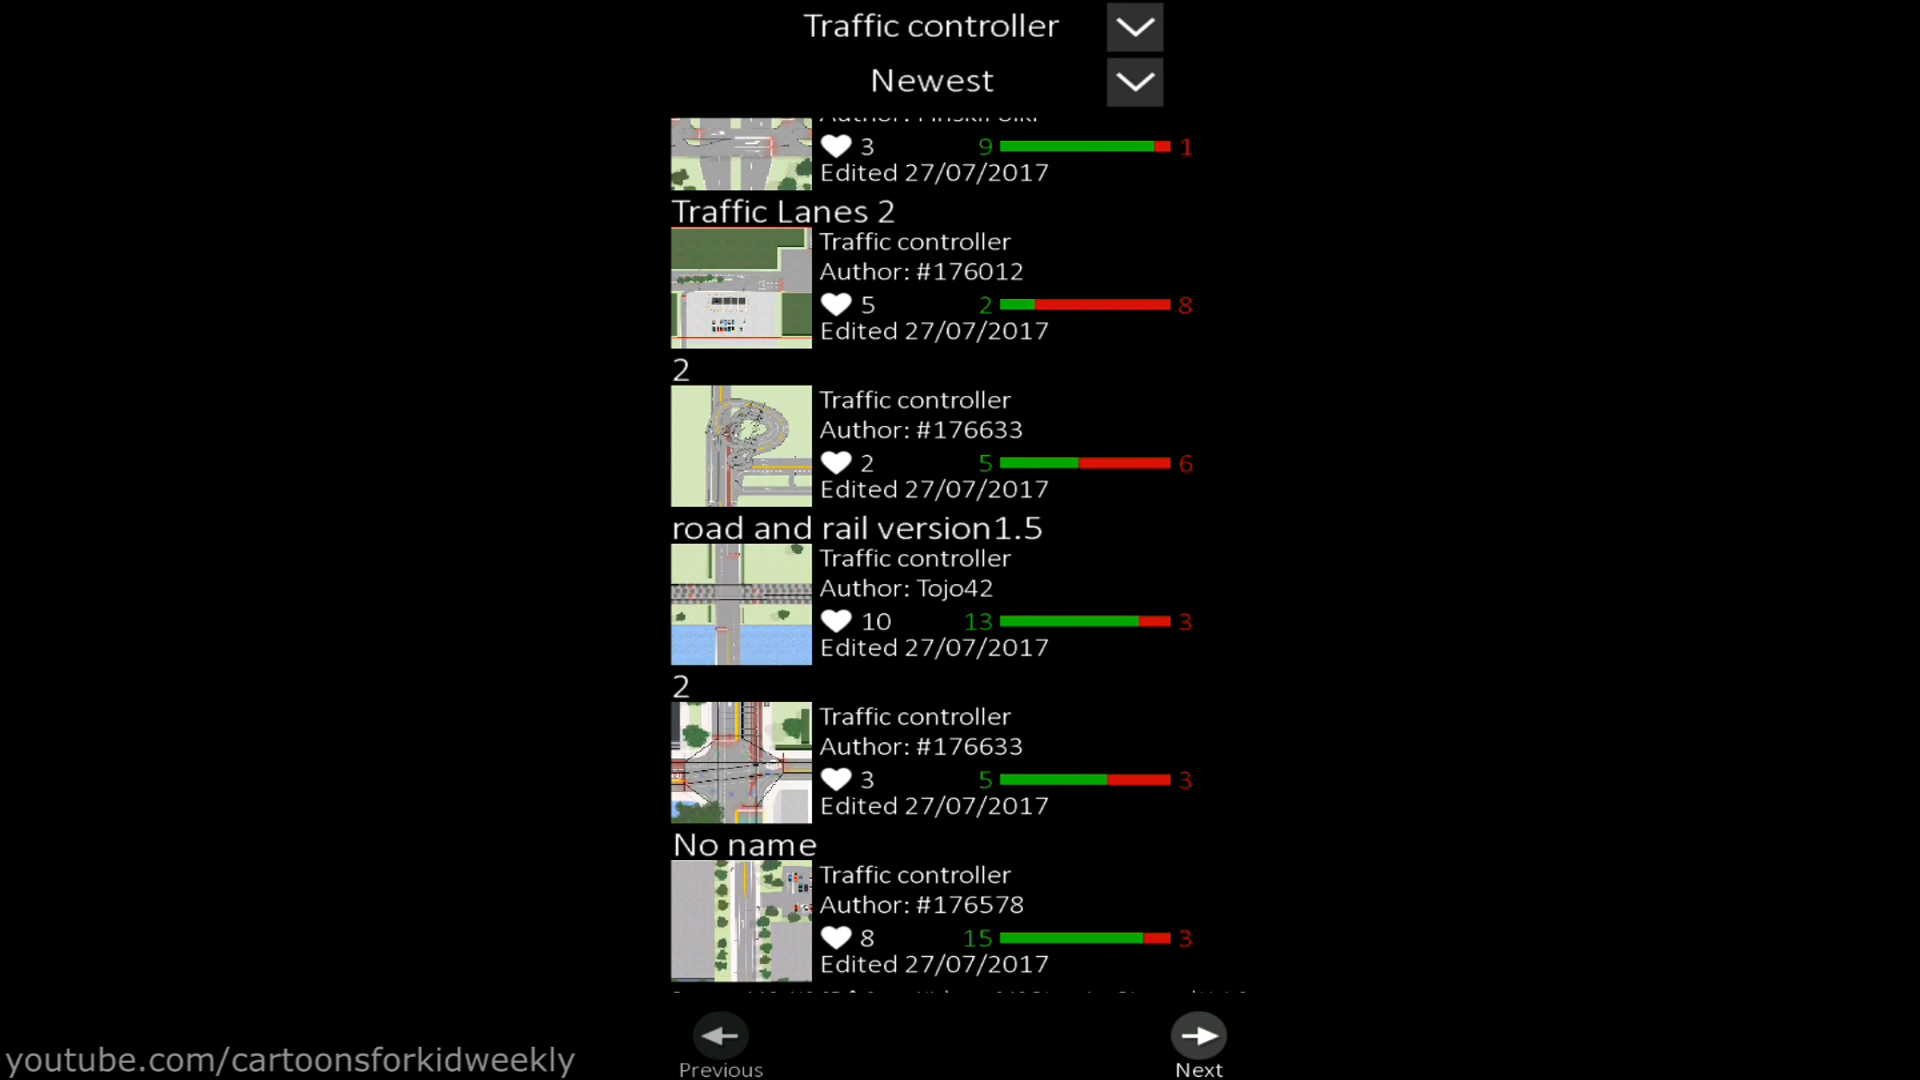 Traffic controller
Newest
3 9 1
Edited 27/07/2017
Traffic Lanes 2
Traffic controller
Author: #176012
5 2 8
Edited 27/07/2017
2
Traffic controller
Author: #176633
2 5 6
Edited 27/07/2017
road and rail version1.5
Traffic controller
Author: Tojo42
10 13 3
Edited 27/07/2017
2
Traffic controller
Author: #176633
3 5 3
Edited 27/07/2017
No name
Traffic controller
Author: #176578
8 15 3
Edited 27/07/2017
Previous
Next
youtube.com/cartoonsforkidweekly